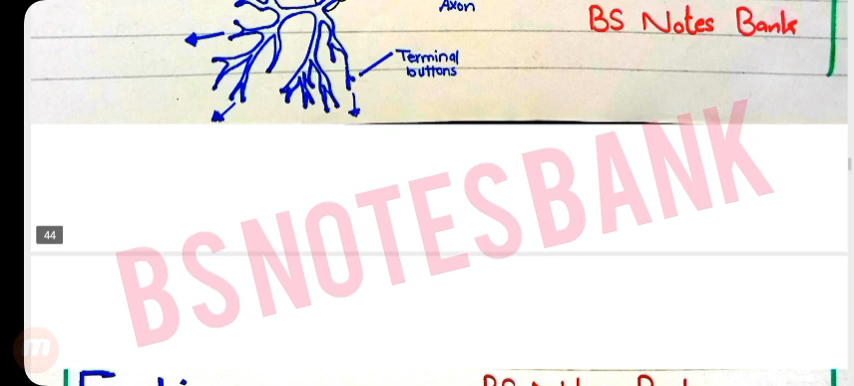 Axon
BS Notes Bank
Terminal
buttons
BSNOTESBANK
44
m